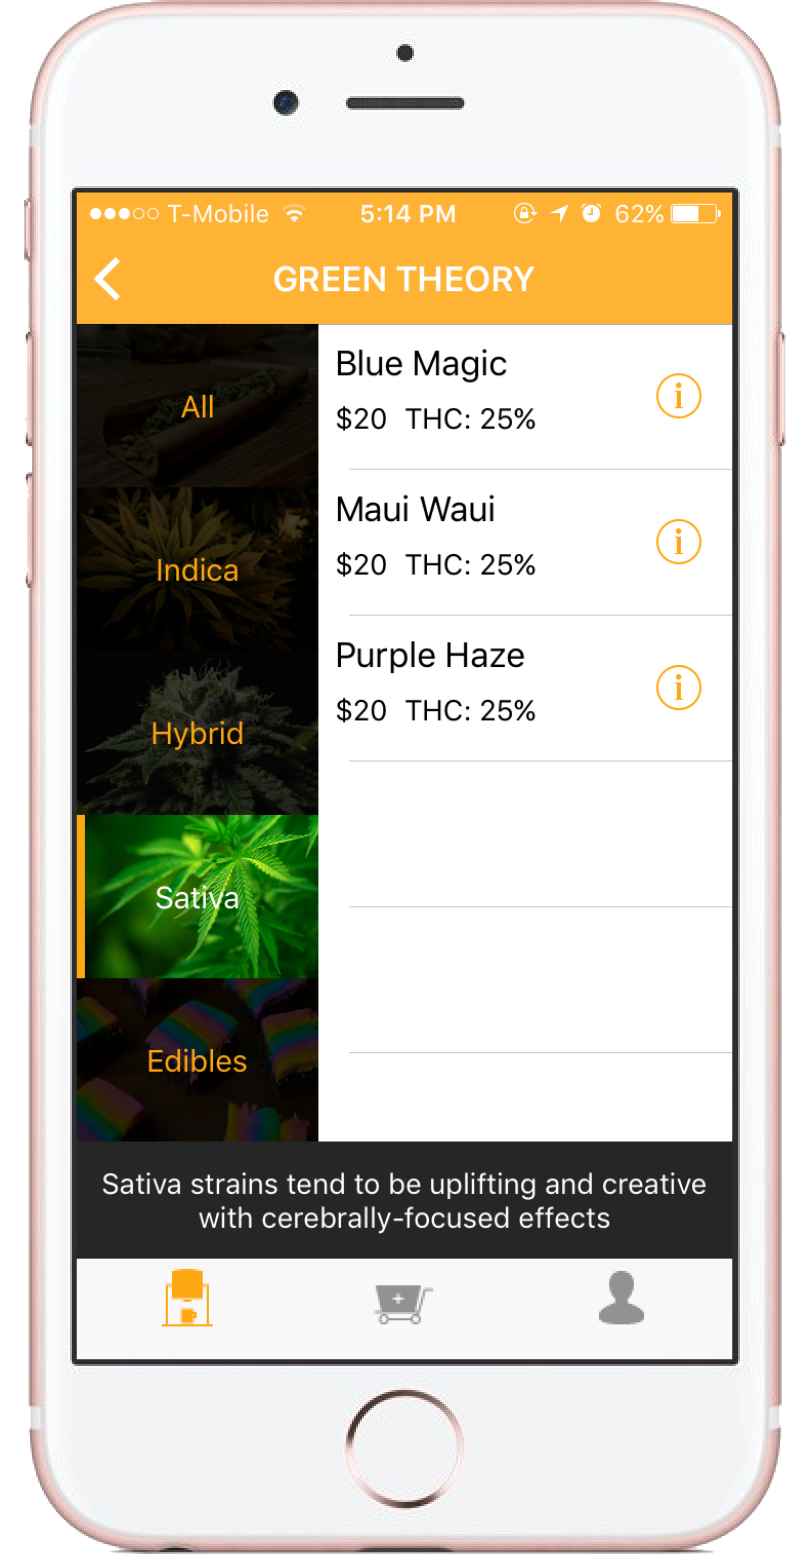 T-Mobile 5:14 PM 62%
GREEN THEORY
All
Indica
Hybrid
Sativa
Edibles
Blue Magic
$20 THC: 25%
i
Maui Waui
$20 THC: 25%
i
Purple Haze
$20 THC: 25%
i
Sativa strains tend to be uplifting and creative
with cerebrally-focused effects